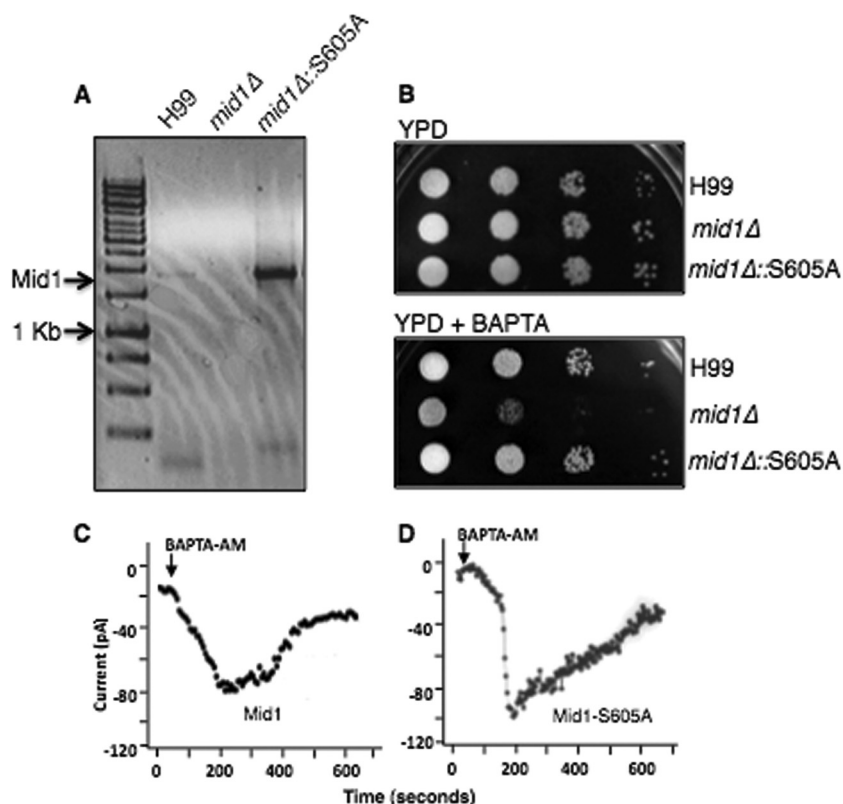 A
H99
mid1Δ
mid1Δ::S605A
Mid1
1 Kb
B
YPD
H99
mid1Δ
mid1Δ::S605A
YPD + BAPTA
H99
mid1Δ
mid1Δ::S605A
C
BAPTA-AM
0
-40
-80
-120
Current (pA)
Mid1
0 200 400 600
D
BAPTA-AM
0
-40
-80
-120
Mid1-S605A
0 200 400 600
Time (seconds)